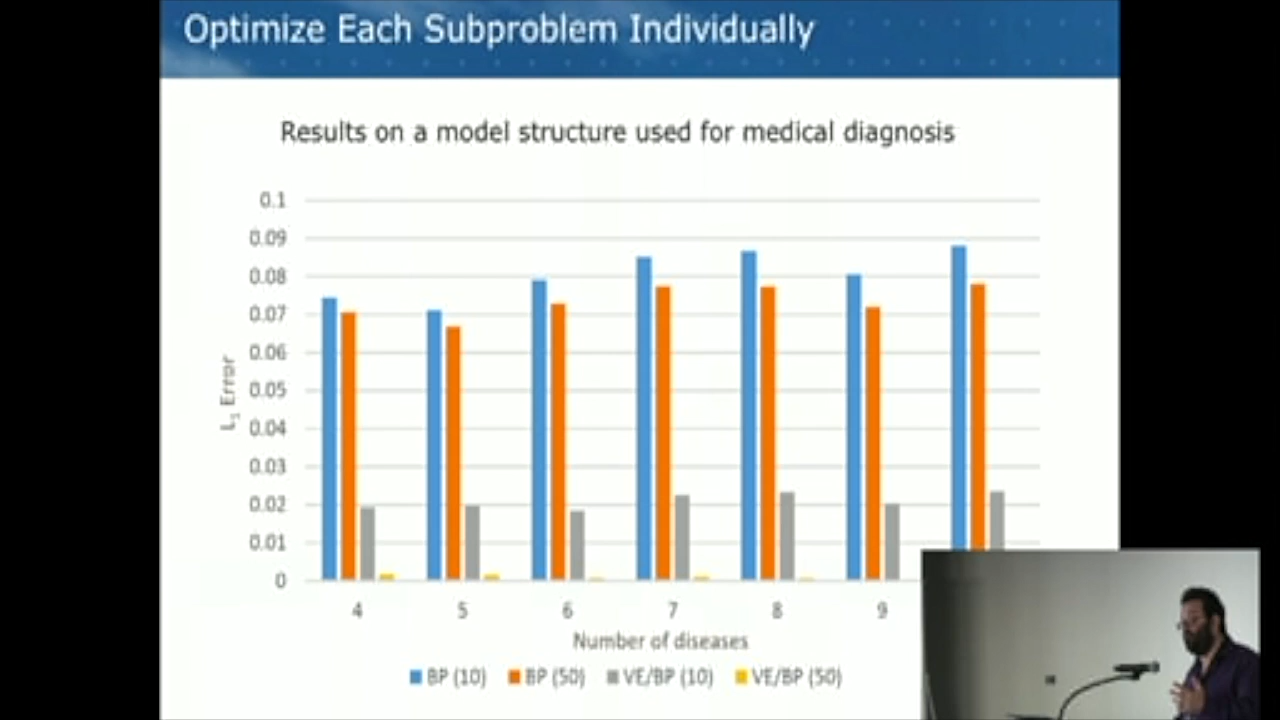 Optimize Each Subproblem Individually
Results on a model structure used for medical diagnosis
0.1
0.09
0.08
0.07
0.06
0.05
0.04
0.03
0.02
0.01
0
L1 Error
4 5 6 7 8 9
Number of diseases
BP (10) BP (50) VE/BP (10) VE/BP (50)